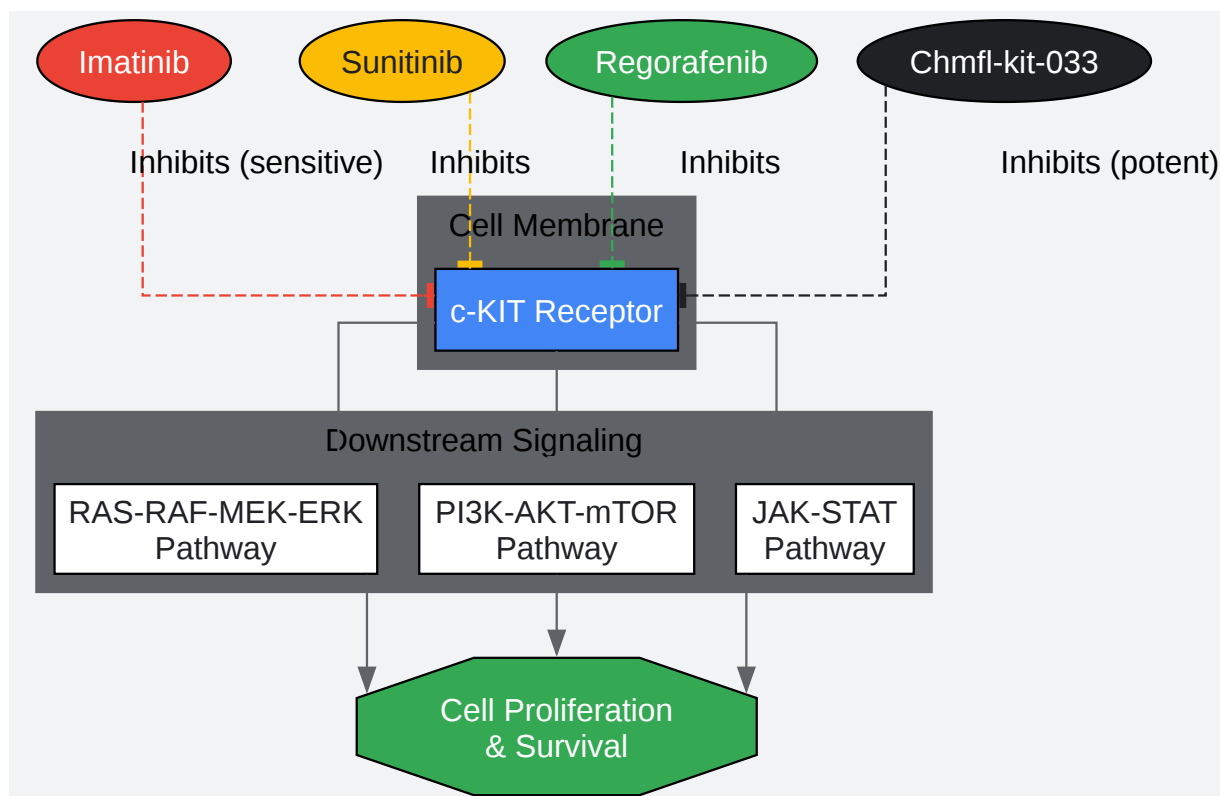 Imatinib
Sunitinib
Regorafenib
Chmfl-kit-033
Inhibits (sensitive)
Inhibits
Inhibits
Inhibits (potent)
Cell Membrane
c-KIT Receptor
Downstream Signaling
RAS-RAF-MEK-ERK
Pathway
PI3K-AKT-mTOR
Pathway
JAK-STAT
Pathway
Cell Proliferation
& Survival